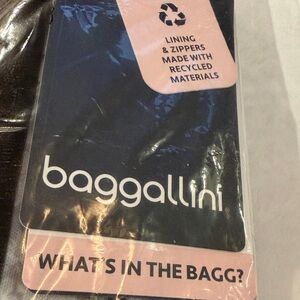 LINING
& ZIPPERS
MADE WITH
RECYCLED
MATERIALS
baggallini
WHAT'S IN THE BAGG?